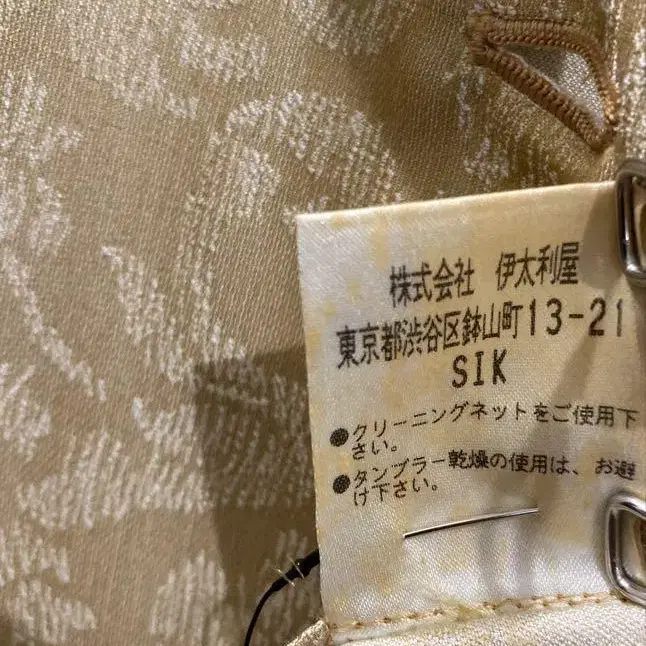 株式会社 伊太利屋
東京都渋谷区鉢山町13-21
SIK
●クリーニングネットをご使用下
さい。
●タンブラー乾燥の使用は、お避
け下さい。